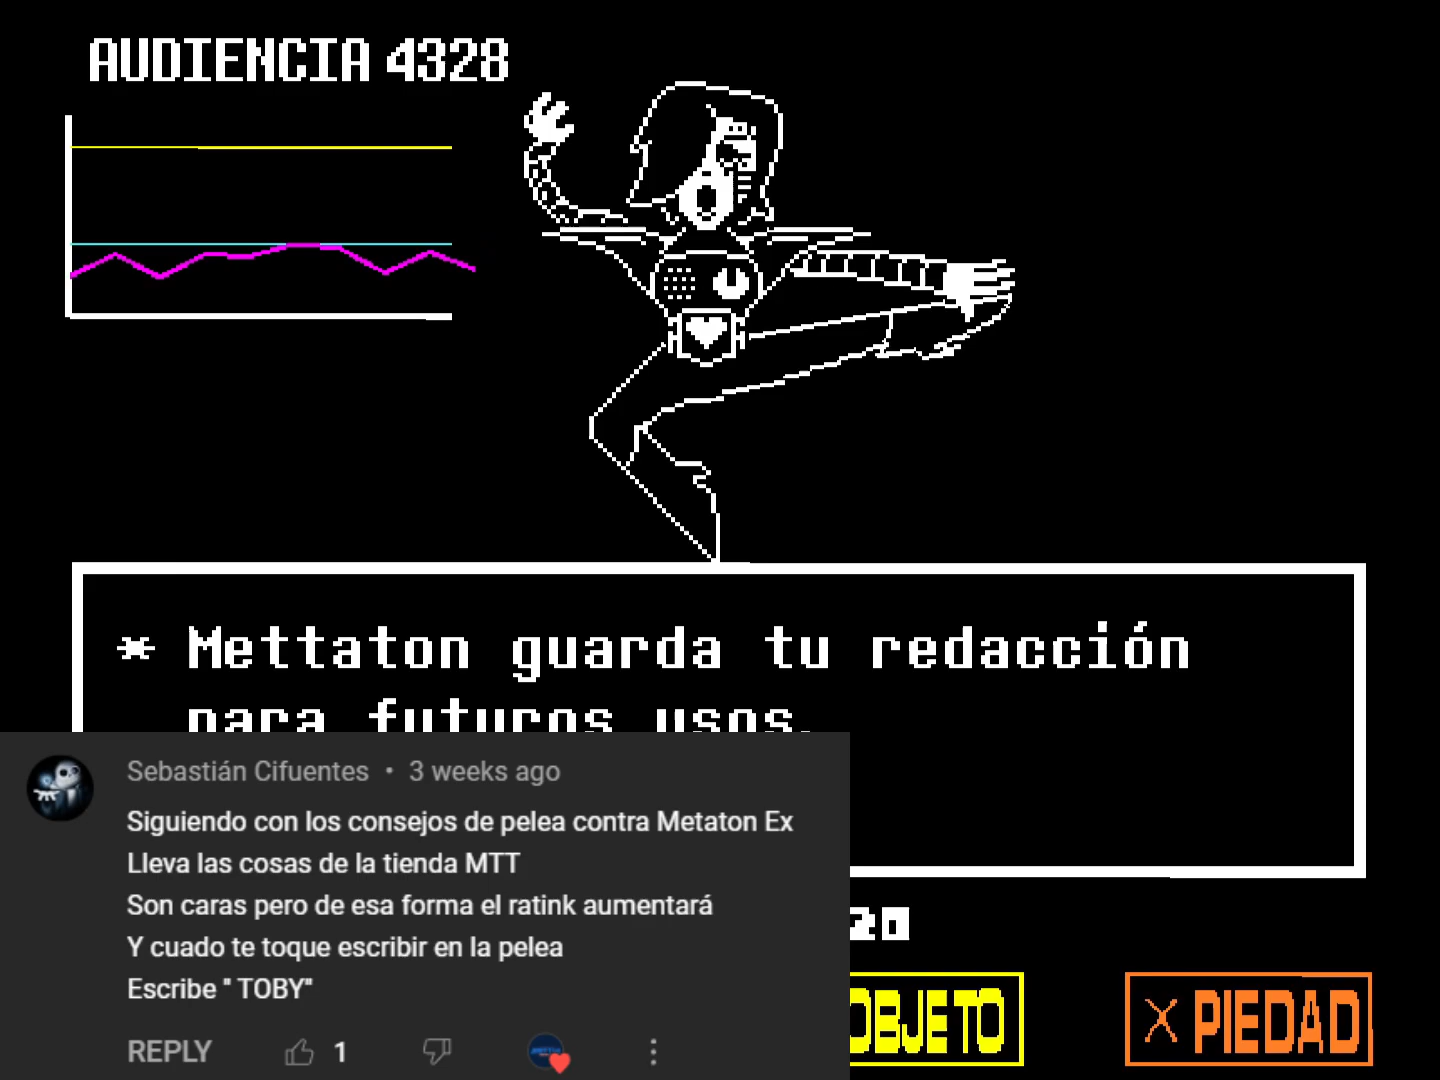 AUDIENCIA 4328
* Mettaton guarda tu redacción
para futuros usos.
Sebastián Cifuentes • 3 weeks ago
Siguiendo con los consejos de pelea contra Metaton Ex
Lleva las cosas de la tienda MTT
Son caras pero de esa forma el ratink aumentará
Y cuado te toque escribir en la pelea
Escribe " TOBY"
REPLY 1
20
OBJETO
PIEDAD